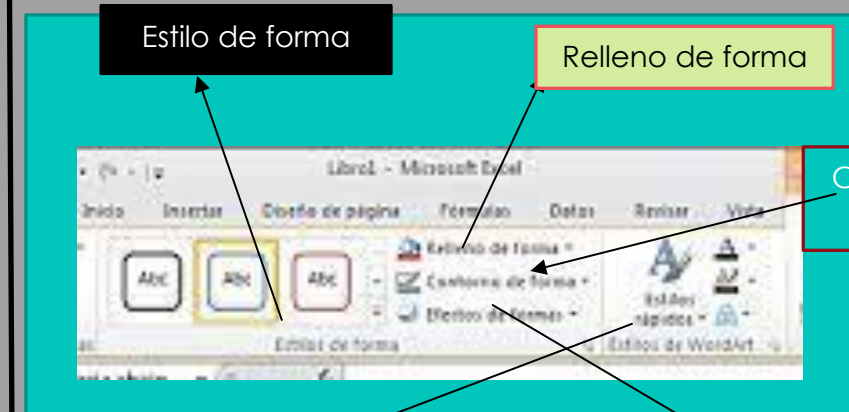 Estilo de forma
Relleno de forma
Libro1 - Microsoft Excel
Inicio Insertar Diseño de página Fórmulas Datos Revisar Vista
Abc Abc Abc
Relleno de forma
Contorno de forma
Efectos de formas
Estilos
rápidos
Estilos de forma
Estilos de WordArt